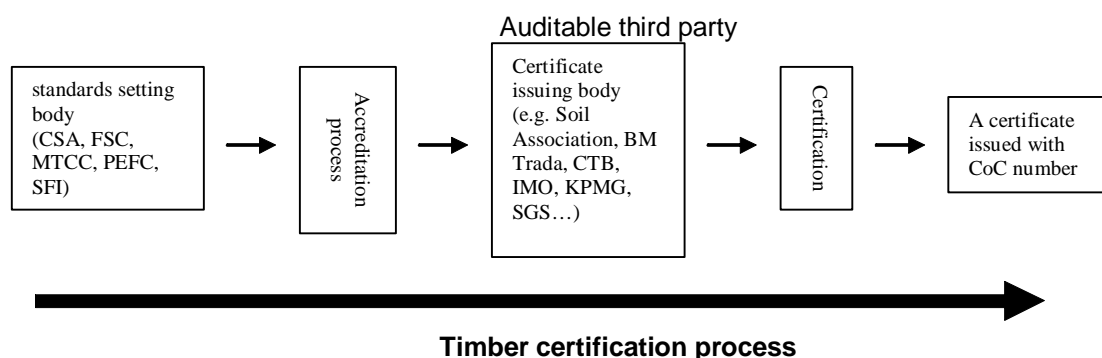 Auditable third party
standards setting
body
(CSA, FSC,
MTCC, PEFC,
SFI)
Accreditation
process
Certificate
issuing body
(e.g. Soil
Association, BM
Trada, CTB,
IMO, KPMG,
SGS…)
Certification
A certificate
issued with
CoC number
Timber certification process